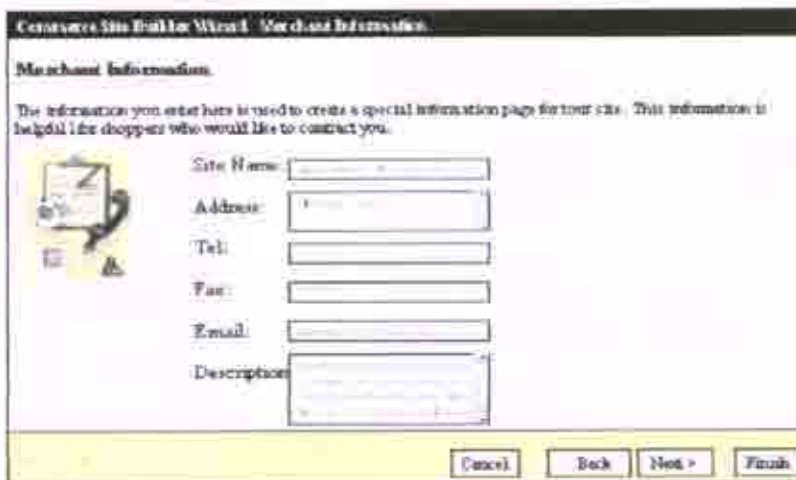 Commerce Site Builder Wizard Merchant Information
Merchant Information
The information you enter here is used to create a special information page for tour site. This information is
helpful for shoppers who would like to contract you.
Site Name:
Address:
Tel:
Fax:
Email:
Description
Cancel
Back
Next >
Finish